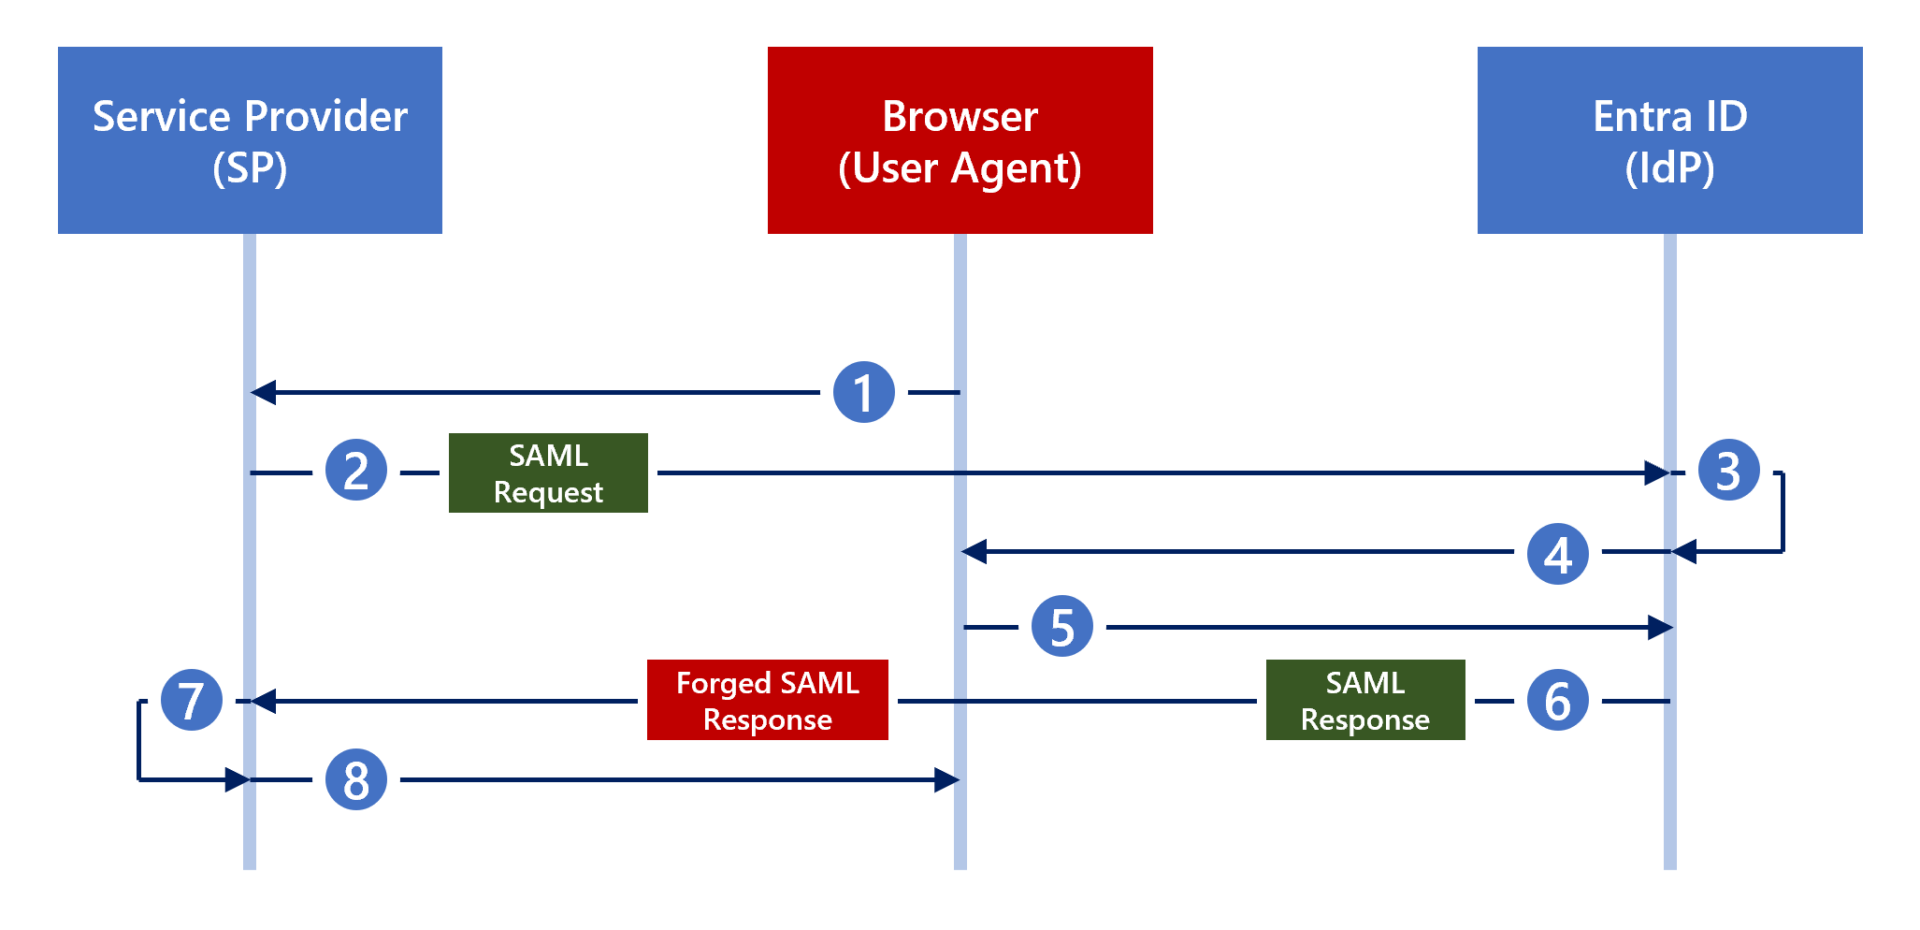 Service Provider
(SP)
Browser
(User Agent)
Entra ID
(IdP)
1
2
SAML
Request
3
4
5
7
Forged SAML
Response
SAML
Response
6
8